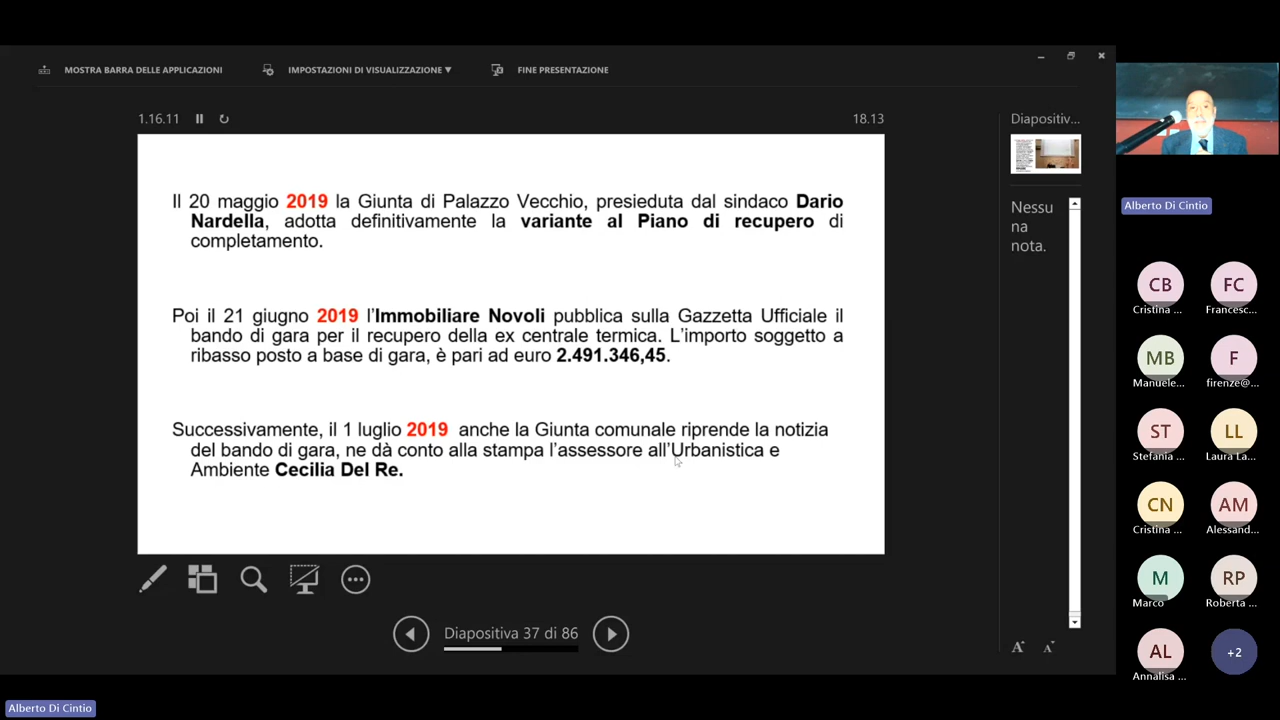 MOSTRA BARRA DELLE APPLICAZIONI
IMPOSTAZIONI DI VISUALIZZAZIONE ▼
FINE PRESENTAZIONE
1.16.11
18.13
Il 20 maggio 2019 la Giunta di Palazzo Vecchio, presieduta dal sindaco Dario
Nardella, adotta definitivamente la variante al Piano di recupero di
completamento.
Poi il 21 giugno 2019 l'Immobiliare Novoli pubblica sulla Gazzetta Ufficiale il
bando di gara per il recupero della ex centrale termica. L'importo soggetto a
ribasso posto a base di gara, è pari ad euro 2.491.346,45.
Successivamente, il 1 luglio 2019 anche la Giunta comunale riprende la notizia
del bando di gara, ne dà conto alla stampa l'assessore all'Urbanistica e
Ambiente Cecilia Del Re.
Diapositiva 37 di 86
Diapositiv...
Nessu
na
nota.
A A
Alberto Di Cintio
CB FC
Cristina ... Francesc...
MB F
Manuele... firenze@...
ST LL
Stefania ... Laura La...
CN AM
Cristina ... Alessand...
M RP
Marco Roberta ...
AL +2
Annalisa ...
Alberto Di Cintio